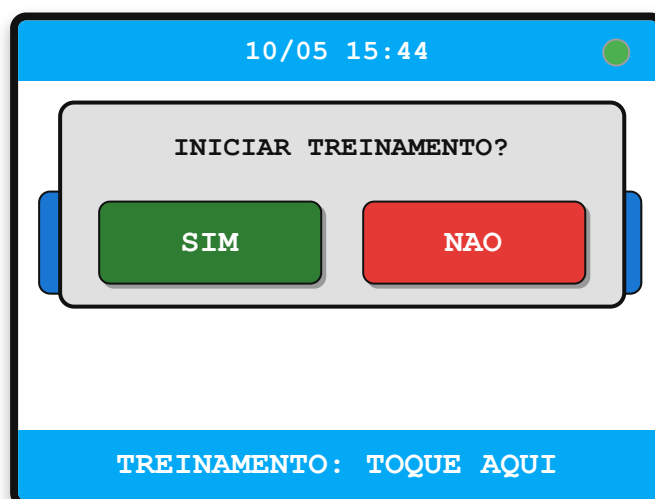 10/05 15:44
INICIAR TREINAMENTO?
SIM NAO
TREINAMENTO: TOQUE AQUI